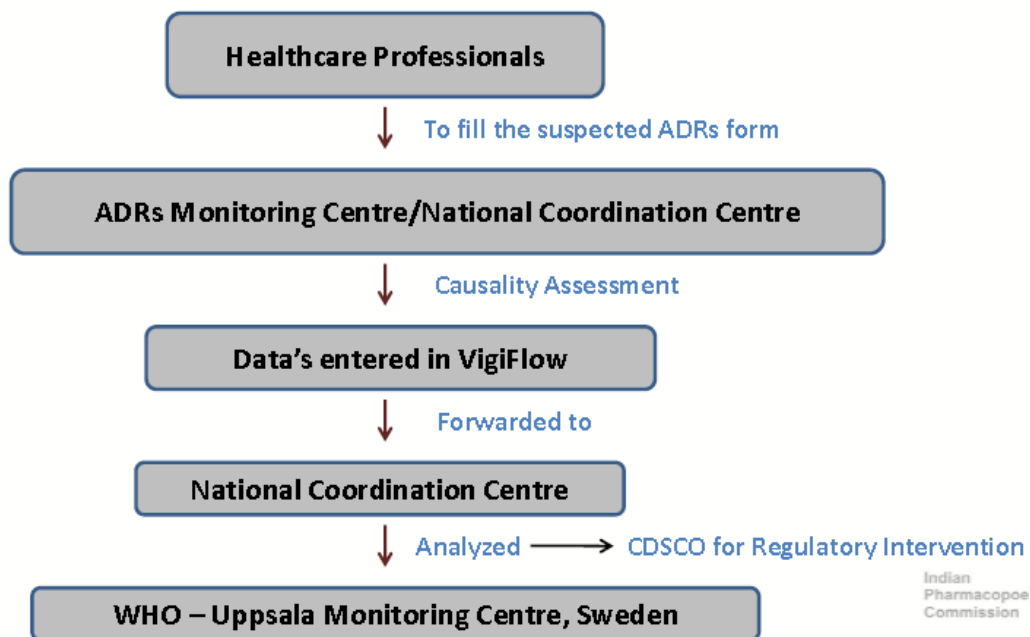 Healthcare Professionals
To fill the suspected ADRs form
ADRs Monitoring Centre/National Coordination Centre
Causality Assessment
Data's entered in VigiFlow
Forwarded to
National Coordination Centre
Analyzed
CDSCO for Regulatory Intervention
Indian
Pharmacopoe
Commission
WHO – Uppsala Monitoring Centre, Sweden